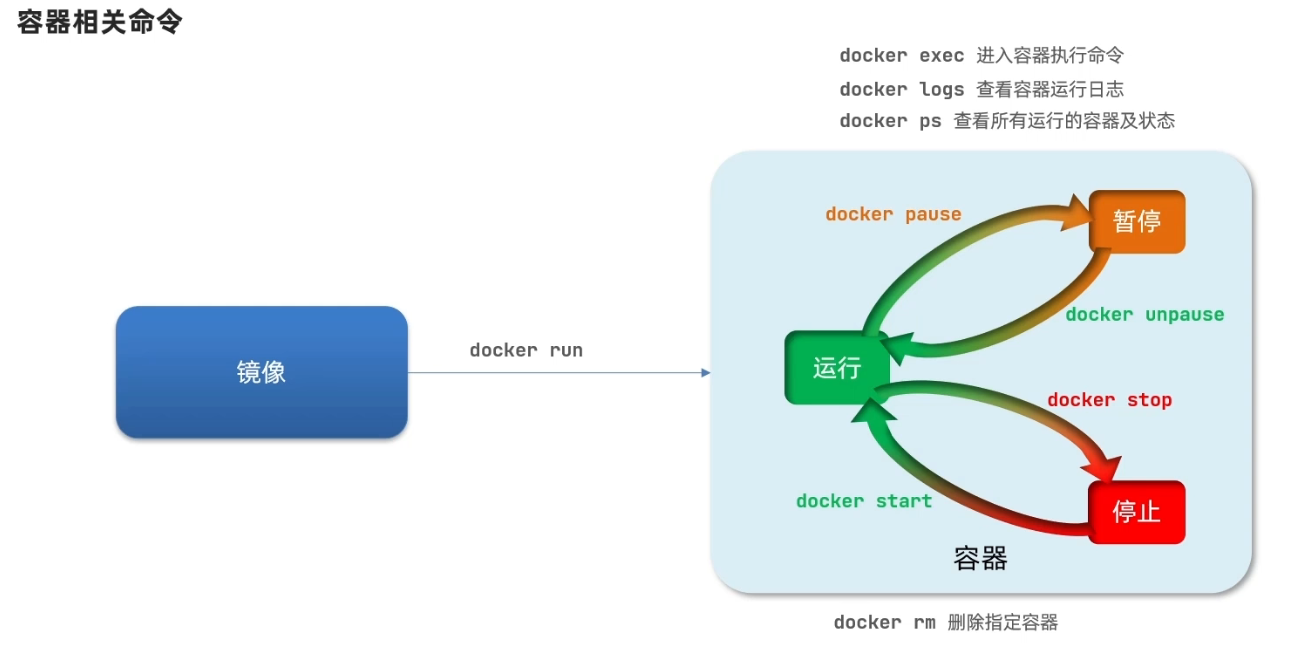 容器相关命令
docker exec 进入容器执行命令
docker logs 查看容器运行日志
docker ps 查看所有运行的容器及状态
docker pause
暂停
docker unpause
镜像
docker run
运行
docker stop
docker start
停止
容器
docker rm 删除指定容器